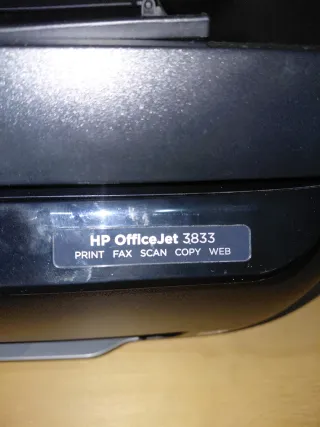 HP OfficeJet 3833
PRINT FAX SCAN COPY WEB